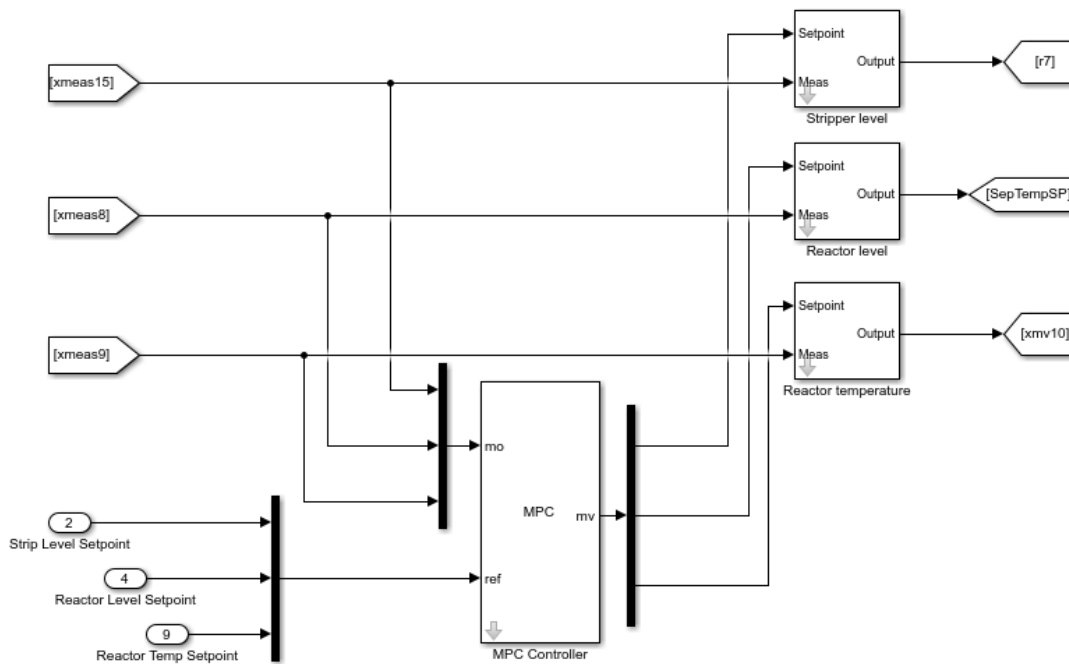 [xmeas15]
Setpoint
Meas
Output
Stripper level
[r7]
[xmeas8]
Setpoint
Meas
Output
Reactor level
[SepTempSP]
[xmeas9]
Setpoint
Meas
Output
Reactor temperature
[xmv10]
mo
MPC
mv
ref
MPC Controller
2
Strip Level Setpoint
4
Reactor Level Setpoint
9
Reactor Temp Setpoint